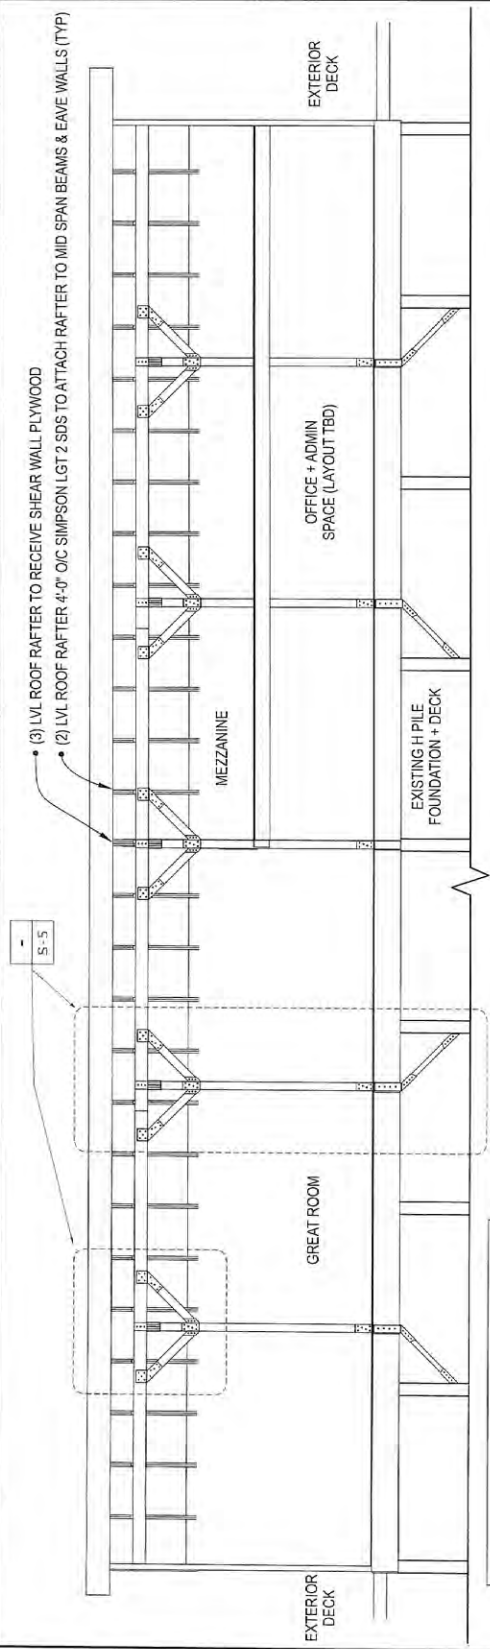 • (3) LVL ROOF RAFTER TO RECEIVE SHEAR WALL PLYWOOD
• (2) LVL ROOF RAFTER 4'-0" O/C SIMPSON LGT 2 SDS TO ATTACH RAFTER TO MID SPAN BEAMS & EAVE WALLS (TYP)
-
S-5
MEZZANINE
EXTERIOR
DECK
GREAT ROOM
OFFICE + ADMIN
SPACE (LAYOUT TBD)
EXTERIOR
DECK
EXISTING H PILE
FOUNDATION + DECK